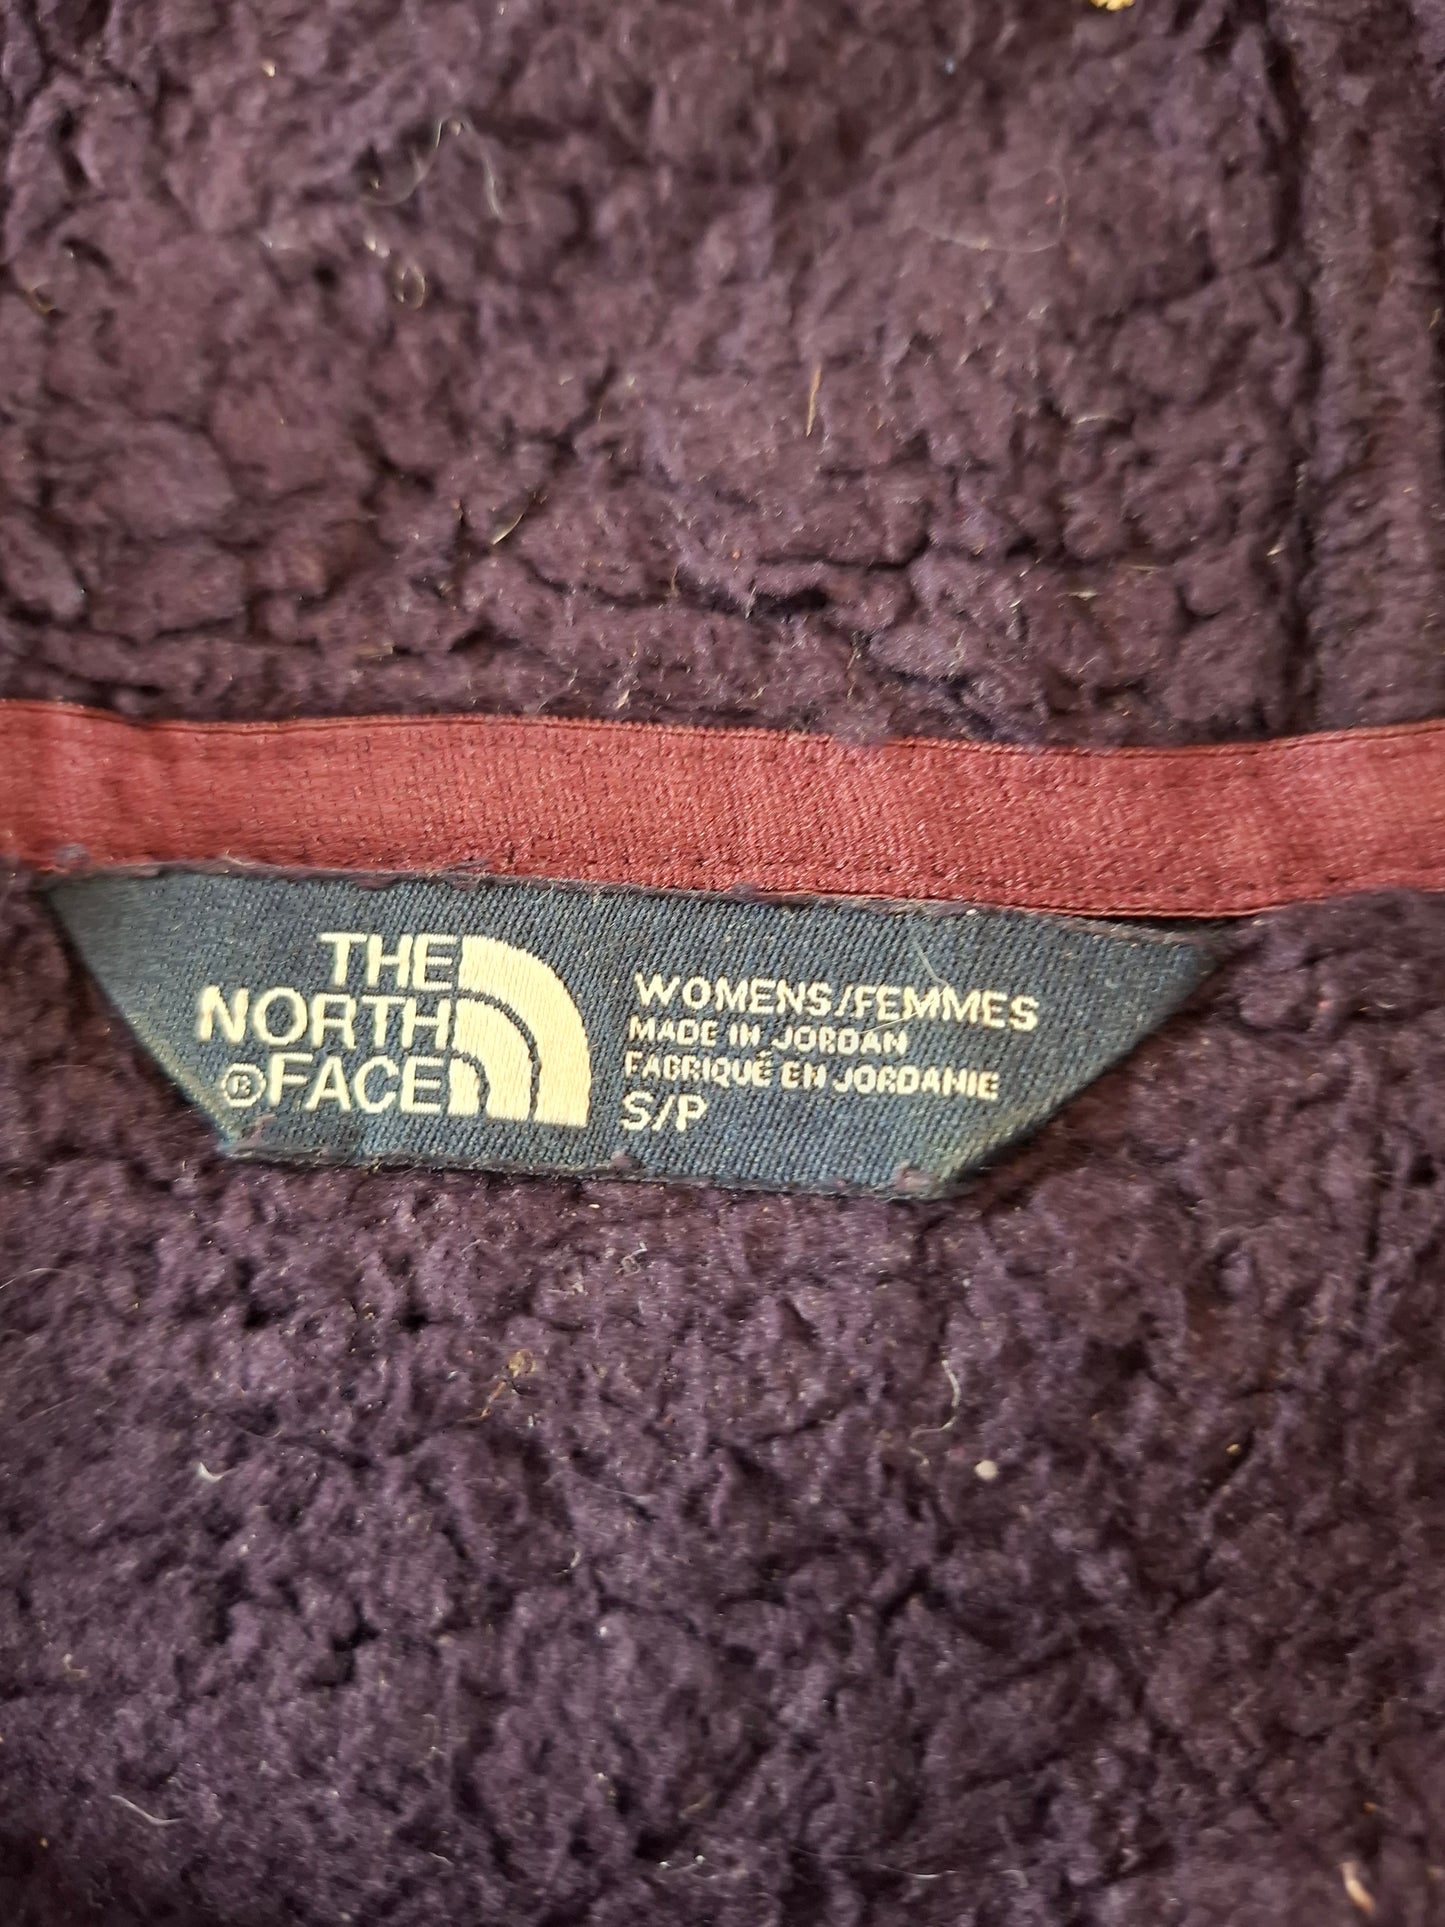 THE
NORTH
®FACE
WOMENS/FEMMES
MADE IN JORDAN
FABRIQUÉ EN JORDANIE
S/P